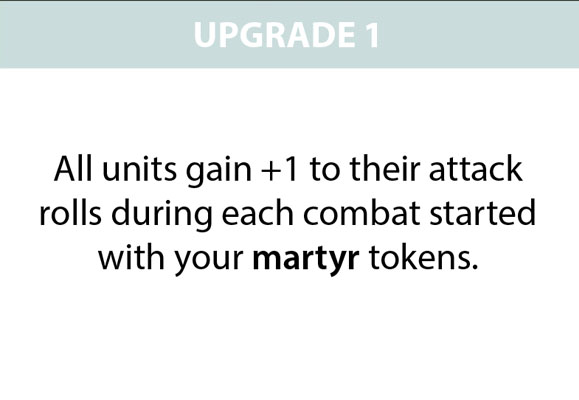 UPGRADE 1
All units gain +1 to their attack
rolls during each combat started
with your martyr tokens.